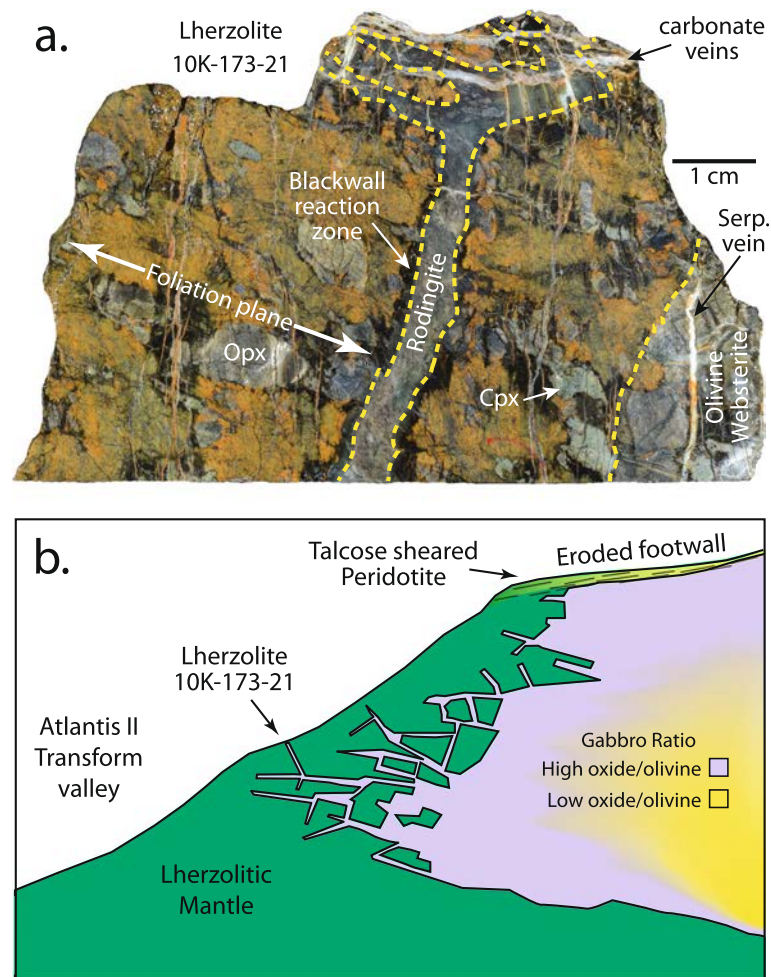 a.
Lherzolite
10K-173-21
carbonate
veins
1 cm
Blackwall
reaction
zone
Serp.
vein
Foliation plane
Rodingite
Opx
Cpx
Olivine
Websterite
b.
Talcose sheared
Peridotite
Eroded footwall
Lherzolite
10K-173-21
Atlantis II
Transform
valley
Gabbro Ratio
High oxide/olivine
Low oxide/olivine
Lherzolitic
Mantle